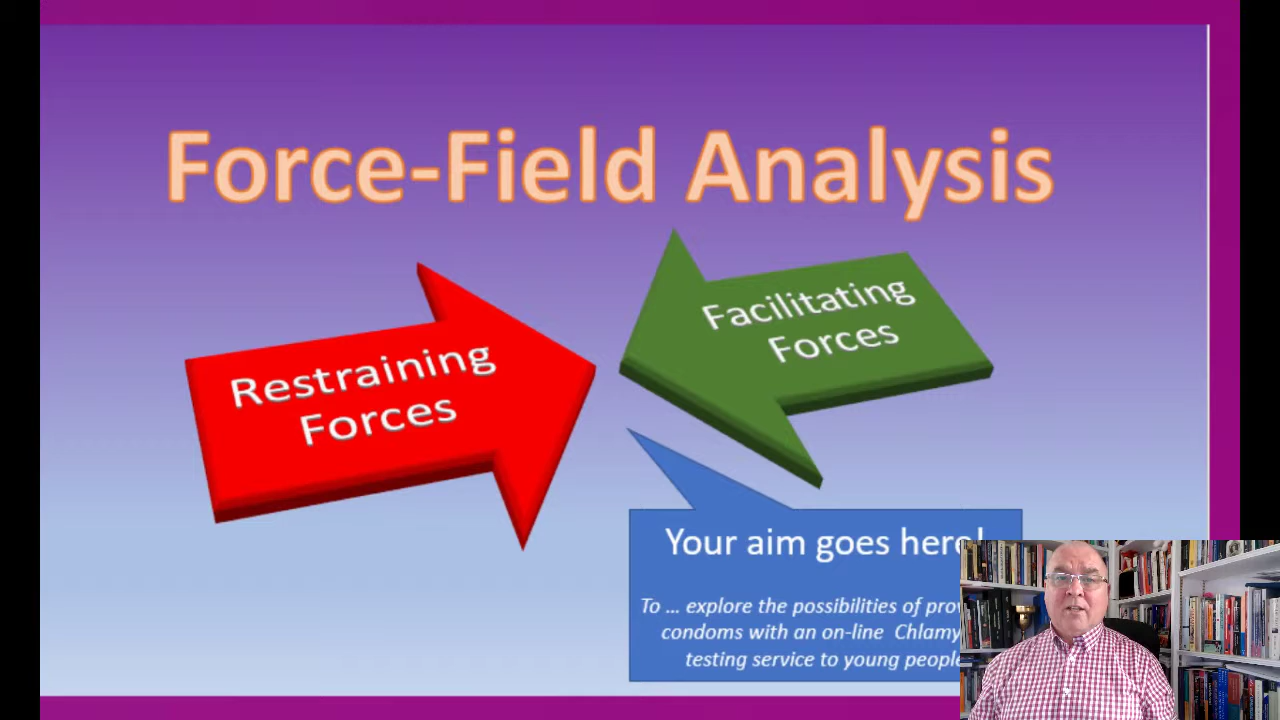 Force-Field Analysis
Restraining
Forces
Facilitating
Forces
Your aim goes here!
To ... explore the possibilities of
condoms with an on-line
testing service to young people